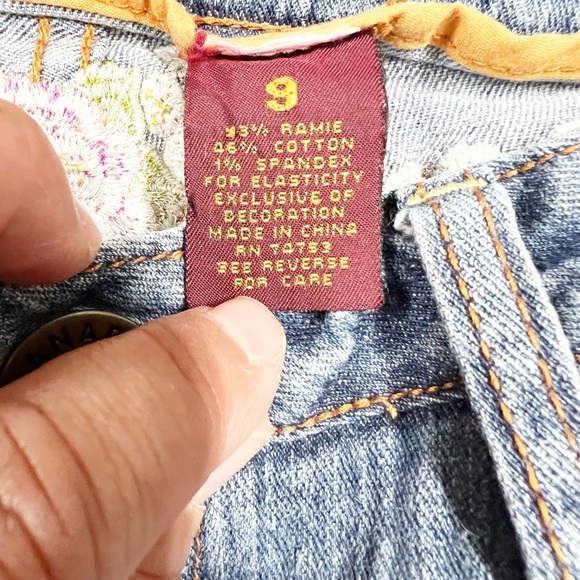 9
53% RAMIE
46% COTTON
1% SPANDEX
FOR ELASTICITY
EXCLUSIVE OF
DECORATION
MADE IN CHINA
RN 74753
SEE REVERSE
FOR CARE